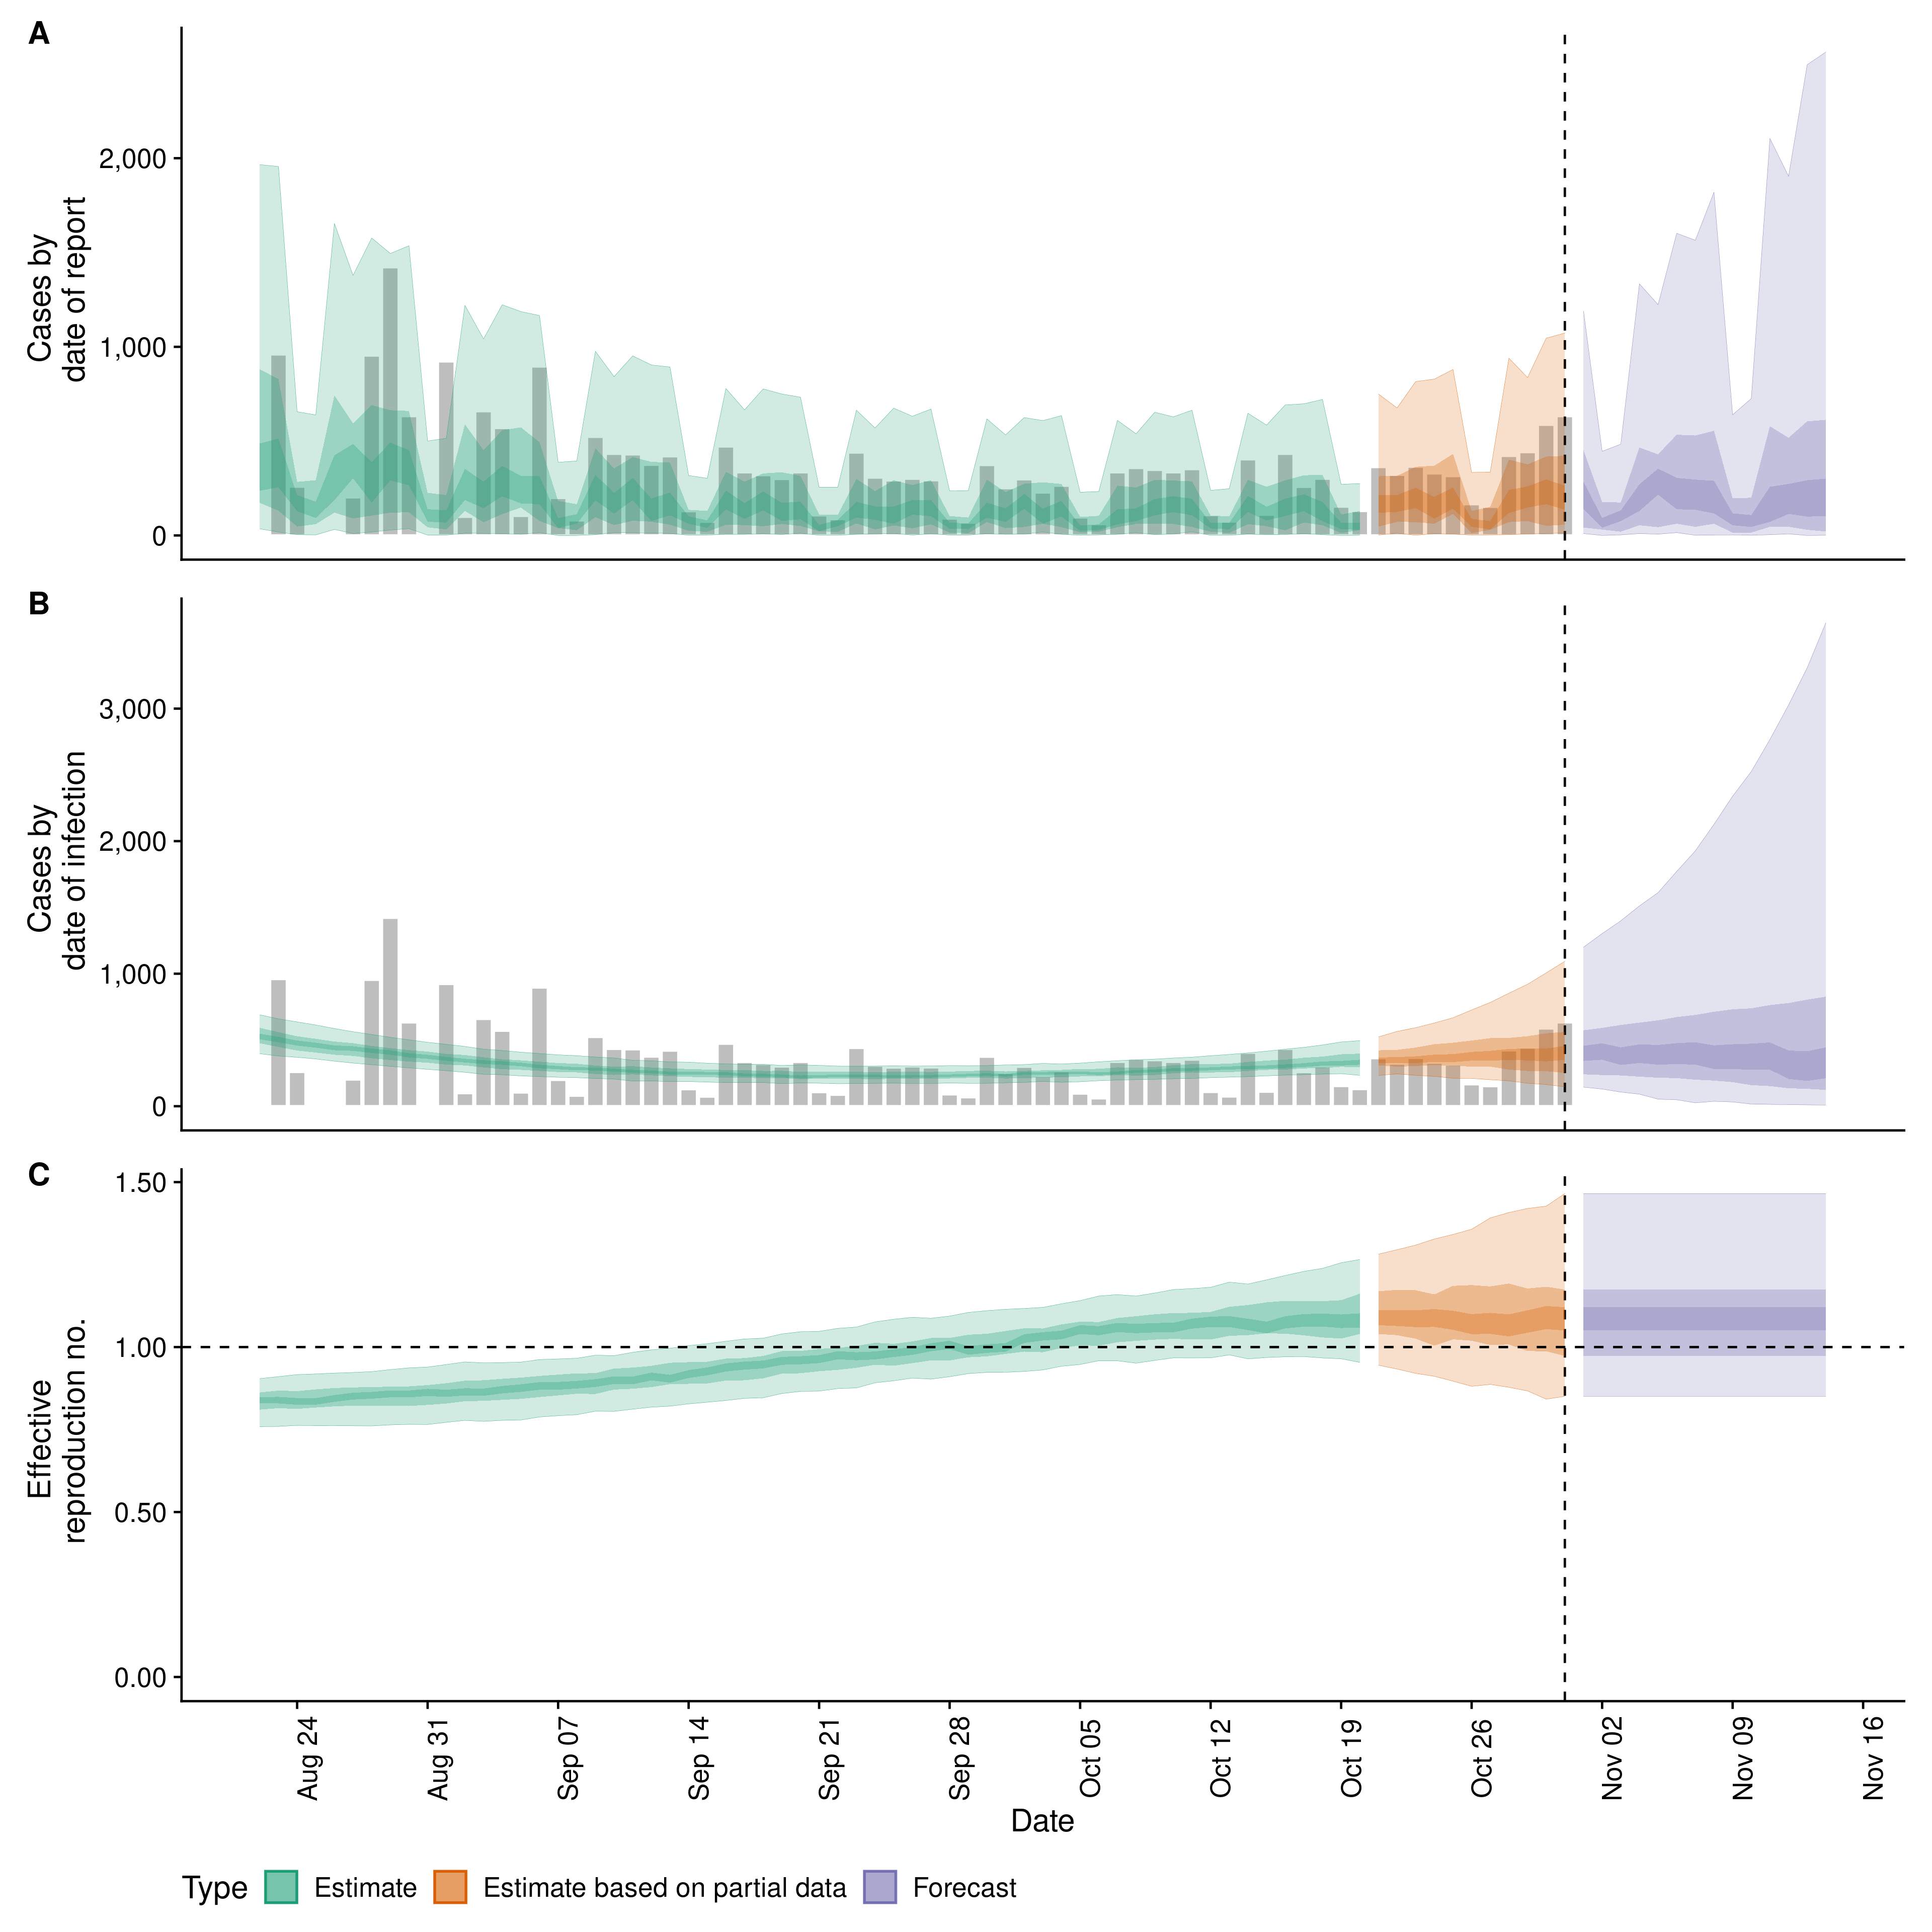 A
Cases by
date of report
2,000
1,000
0
B
Cases by
date of infection
3,000
2,000
1,000
0
C
Effective
reproduction no.
1.50
1.00
0.50
0.00
Aug 24
Aug 31
Sep 07
Sep 14
Sep 21
Sep 28
Oct 05
Oct 12
Oct 19
Oct 26
Nov 02
Nov 09
Nov 16
Date
Type Estimate Estimate based on partial data Forecast